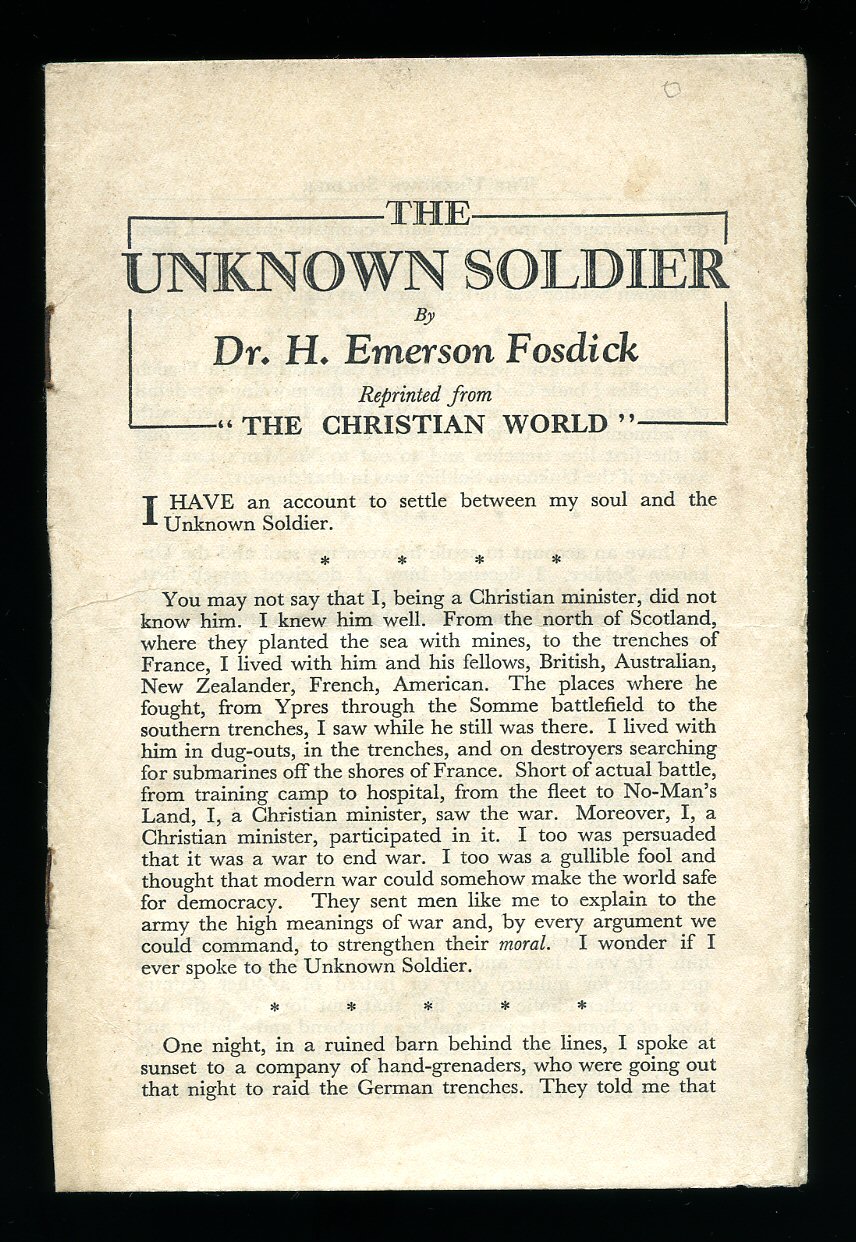 THE
UNKNOWN SOLDIER
By
Dr. H. Emerson Fosdick
Reprinted from
“ THE CHRISTIAN WORLD ”
I HAVE an account to settle between my soul and the
Unknown Soldier.
* * * *
You may not say that I, being a Christian minister, did not
know him. I knew him well. From the north of Scotland,
where they planted the sea with mines, to the trenches of
France, I lived with him and his fellows, British, Australian,
New Zealander, French, American. The places where he
fought, from Ypres through the Somme battlefield to the
southern trenches, I saw while he still was there. I lived with
him in dug-outs, in the trenches, and on destroyers searching
for submarines off the shores of France. Short of actual battle,
from training camp to hospital, from the fleet to No-Man’s
Land, I, a Christian minister, saw the war. Moreover, I, a
Christian minister, participated in it. I too was persuaded
that it was a war to end war. I too was a gullible fool and
thought that modern war could somehow make the world safe
for democracy. They sent men like me to explain to the
army the high meanings of war and, by every argument we
could command, to strengthen their moral. I wonder if I
ever spoke to the Unknown Soldier.
* * * * *
One night, in a ruined barn behind the lines, I spoke at
sunset to a company of hand-grenaders, who were going out
that night to raid the German trenches. They told me that